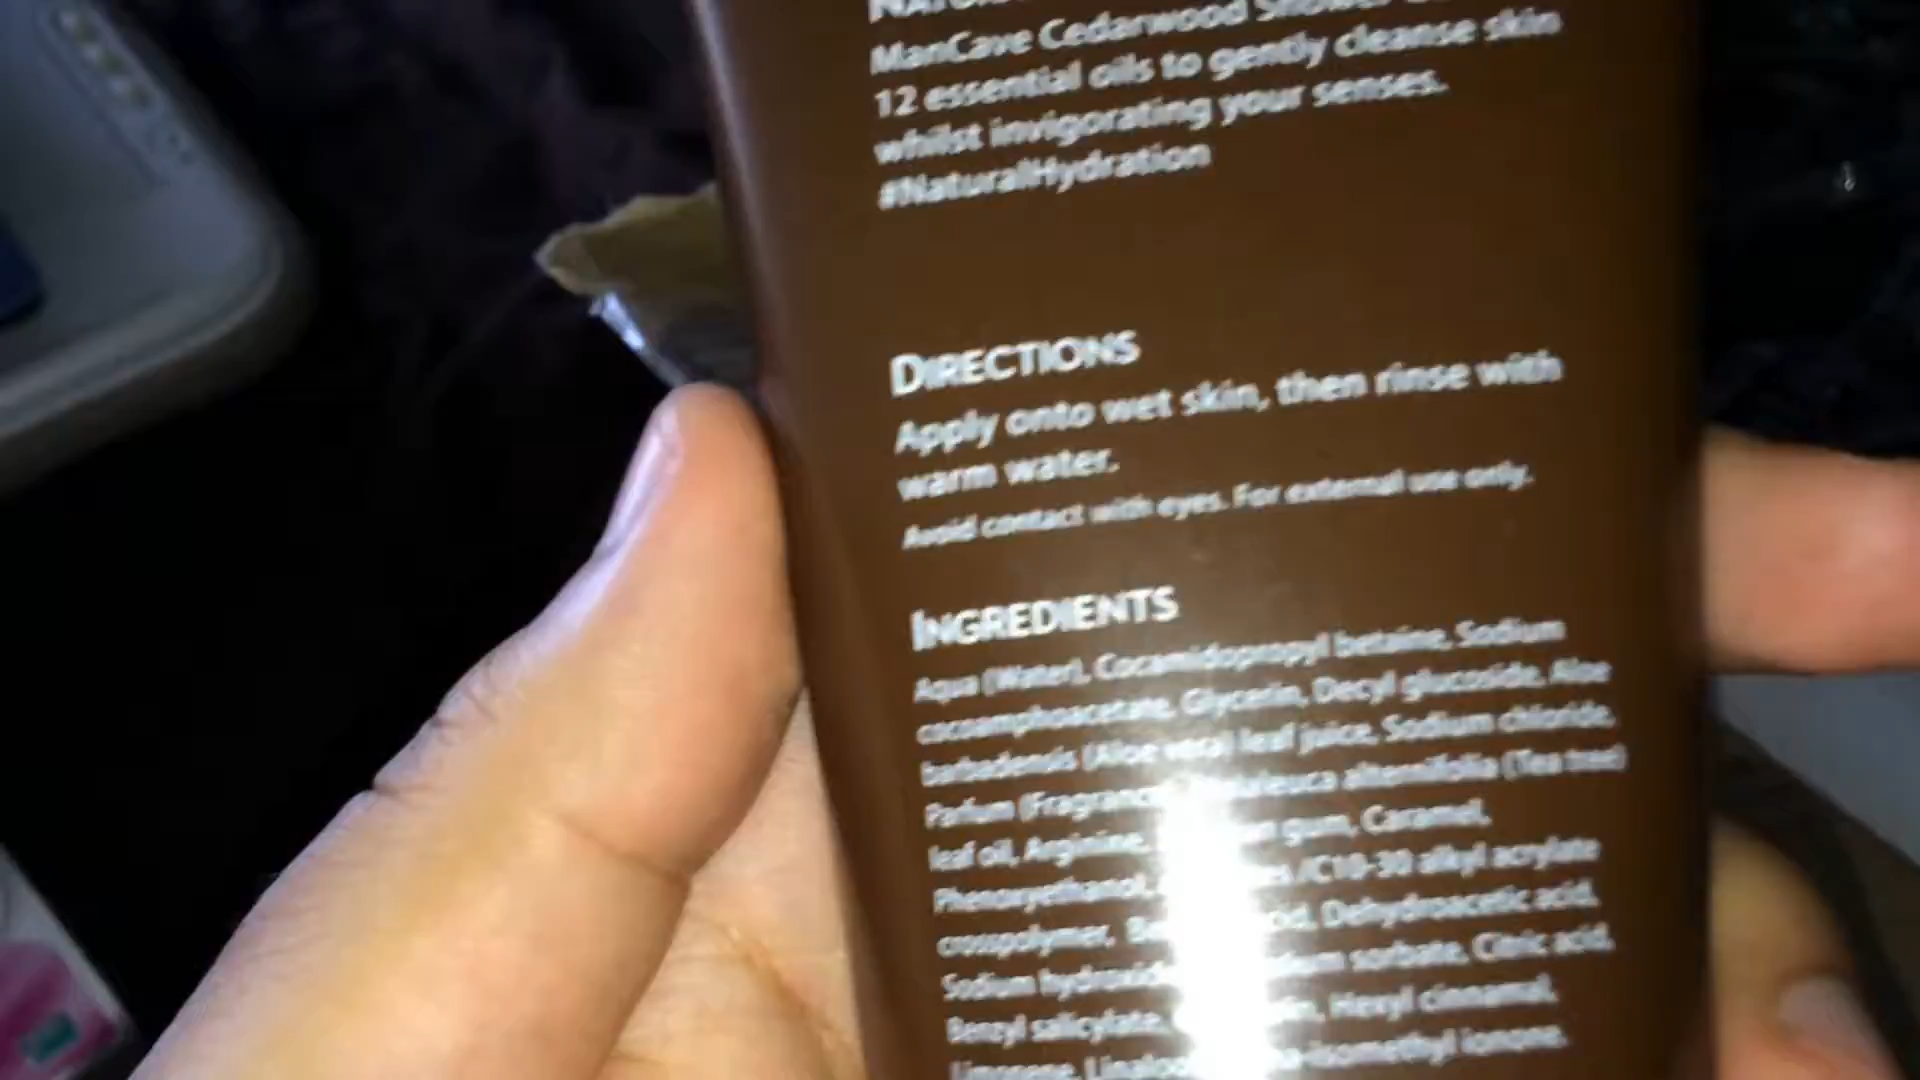 ManCave Cedarwood Shower
12 essential oils to gently cleanse skin
whilst invigorating your senses.
#NaturalHydration
DIRECTIONS
Apply onto wet skin, then rinse with
warm water.
Avoid contact with eyes. For external use only.
INGREDIENTS
Aqua (Water), Cocamidopropyl betaine, Sodium
cocoamphoacetate, Glycerin, Decyl glucoside, Aloe
barbadensis (Aloe vera) leaf juice, Sodium chloride,
Parfum (Fragrance alternifolia (Tea tree)
leaf oil, Arginine, gum, Caramel,
Phenoxyethanol, /C10-30 alkyl acrylate
crosspolymer, Dehydroacetic acid,
Sodium sorbate, Citric acid,
Benzyl salicylate, Hexyl cinnamal,
Limonene,